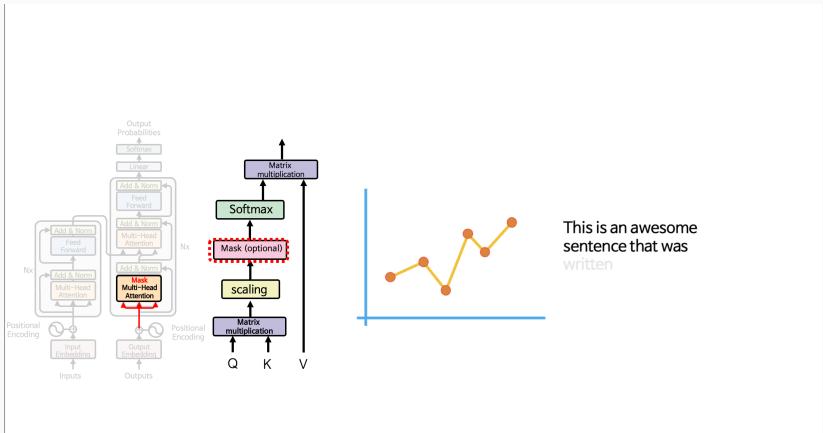 Output
Probabilities
Softmax
Linear
Add & Norm
Feed
Forward
Add & Norm
Multi-Head
Attention
Nx
Add & Norm
Mask
Multi-Head
Attention
Add & Norm
Feed
Forward
Nx
Add & Norm
Multi-Head
Attention
Positional
Encoding
Positional
Encoding
Input
Embedding
Output
Embedding
Inputs
Outputs
Matrix
multiplication
Softmax
Mask (optional)
scaling
Matrix
multiplication
Q K V
This is an awesome
sentence that was
written